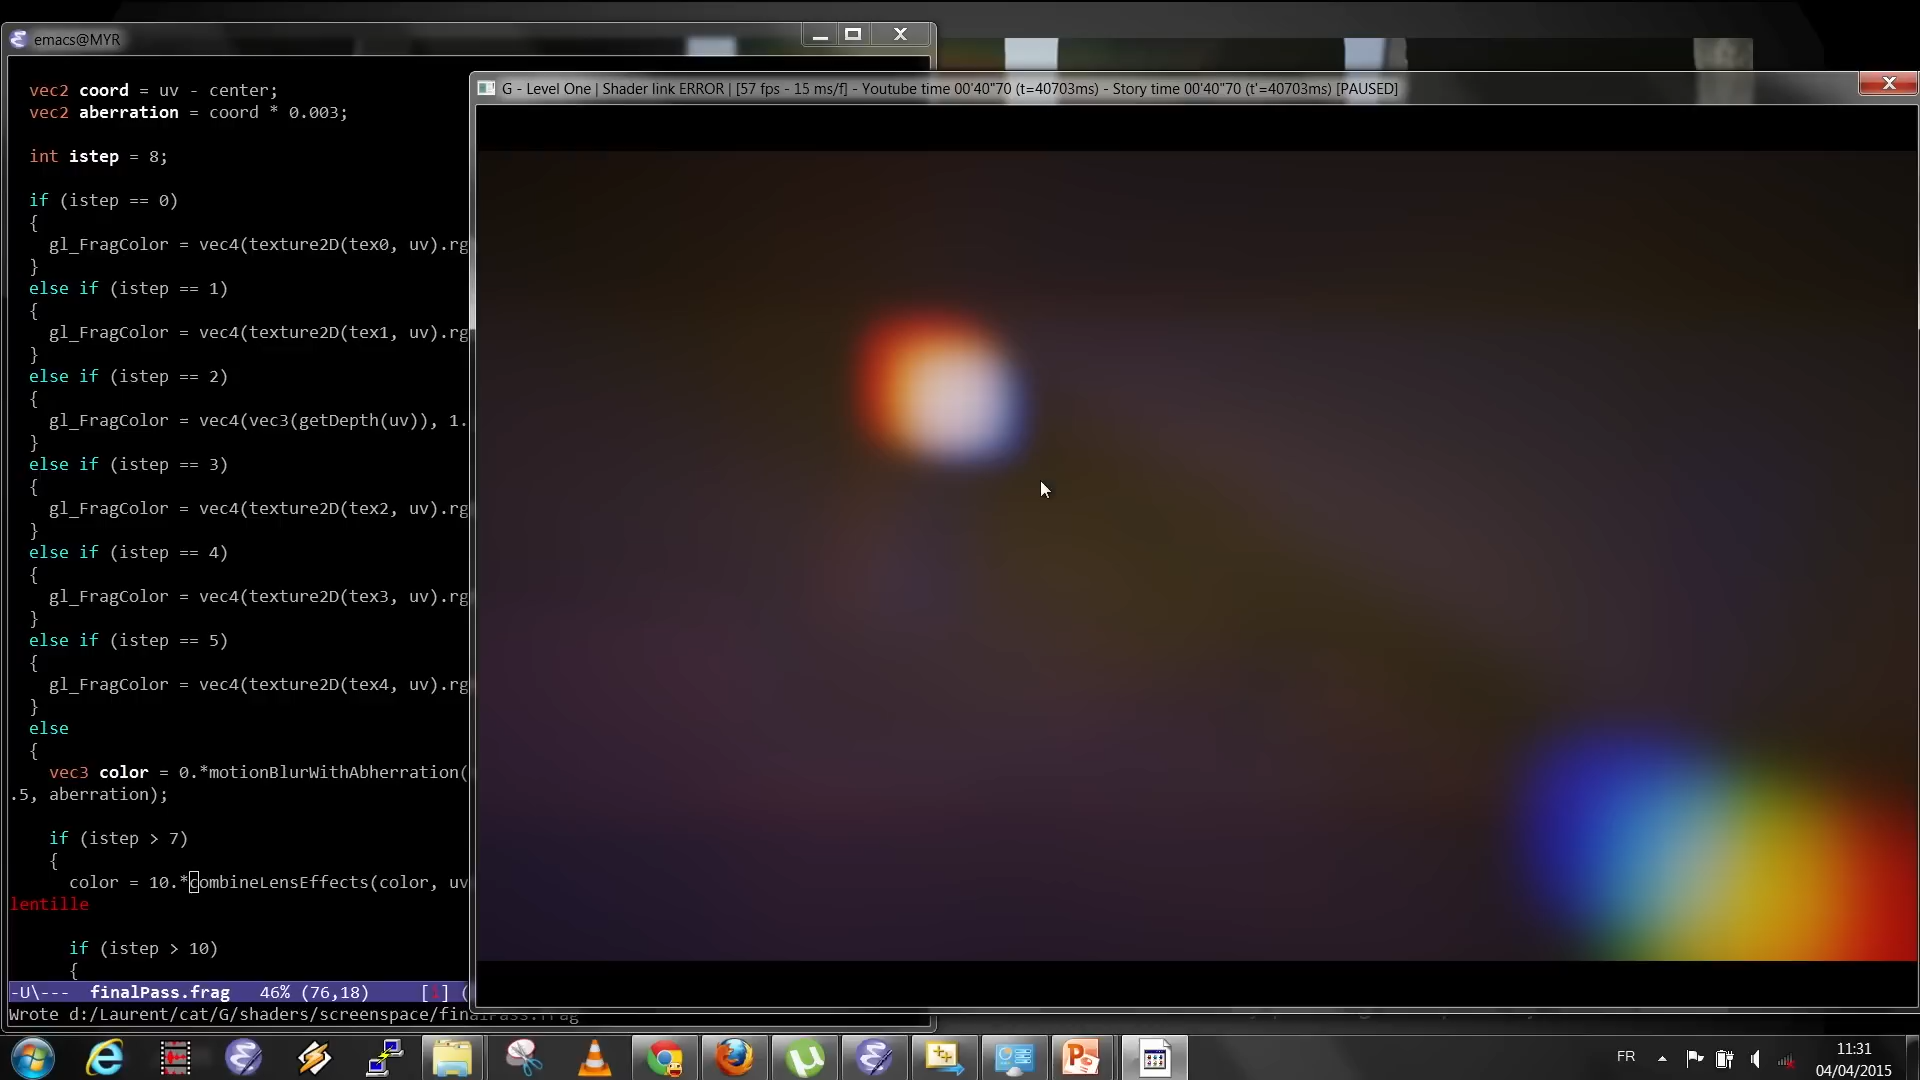 emacs@MYR
vec2 coord = uv - center;
vec2 aberration = coord * 0.003;
int istep = 8;
if (istep == 0)
{
gl_FragColor = vec4(texture2D(tex0, uv).rg
}
else if (istep == 1)
{
gl_FragColor = vec4(texture2D(tex1, uv).rg
}
else if (istep == 2)
{
gl_FragColor = vec4(vec3(getDepth(uv)), 1.
}
else if (istep == 3)
{
gl_FragColor = vec4(texture2D(tex2, uv).rg
}
else if (istep == 4)
{
gl_FragColor = vec4(texture2D(tex3, uv).rg
}
else if (istep == 5)
{
gl_FragColor = vec4(texture2D(tex4, uv).rg
}
else
{
vec3 color = 0.*motionBlurWithAbherration(
.5, aberration);
if (istep > 7)
{
color = 10.*combineLensEffects(color, uv
lentille
if (istep > 10)
{
-U\--- finalPass.frag 46% (76,18)
Wrote d:/Laurent/cat/G/shaders/screenspace/finalPass.frag
G - Level One | Shader link ERROR | [57 fps - 15 ms/f] - Youtube time 00'40"70 (t=40703ms) - Story time 00'40"70 (t'=40703ms) [PAUSED]
FR
11:31
04/04/2015